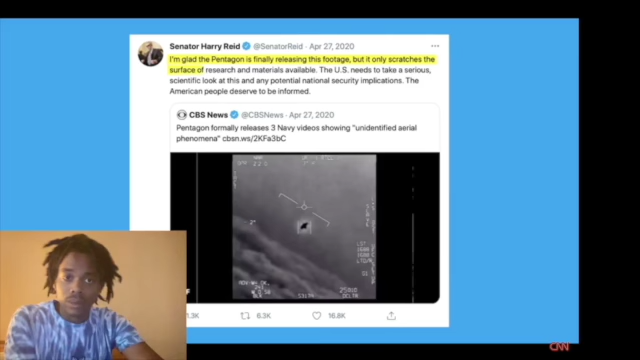 Senator Harry Reid @SenatorReid · Apr 27, 2020
I'm glad the Pentagon is finally releasing this footage, but it only scratches the
surface of research and materials available. The U.S. needs to take a serious,
scientific look at this and any potential national security implications. The
American people deserve to be informed.
CBS News @CBSNews · Apr 27, 2020
Pentagon formally releases 3 Navy videos showing "unidentified aerial
phenomena" cbsn.ws/2KFa3bC
2°
6.3K
16.8K
CNN